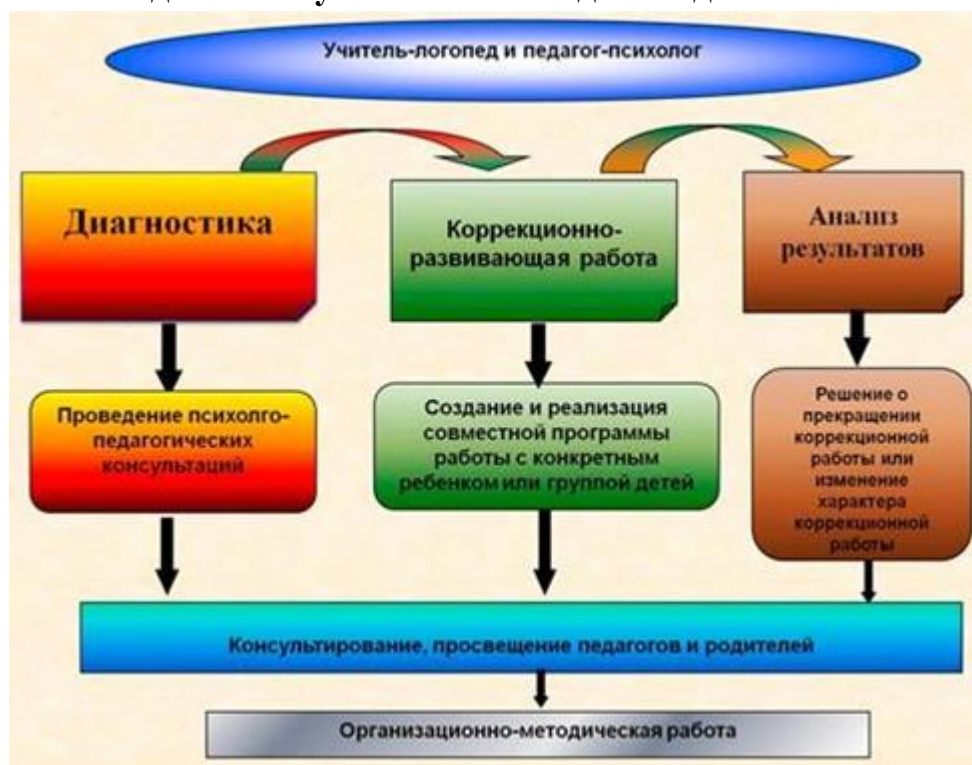 Учитель-логопед и педагог-психолог
Диагностика
Коррекционно-
развивающая работа
Анализ
результатов
Проведение психолго-
педагогических
консультаций
Создание и реализация
совместной программы
работы с конкретным
ребенком или группой детей
Решение о
прекращении
коррекционной
работы или
изменение
характера
коррекционной
работы
Консультирование, просвещение педагогов и родителей
Организационно-методическая работа